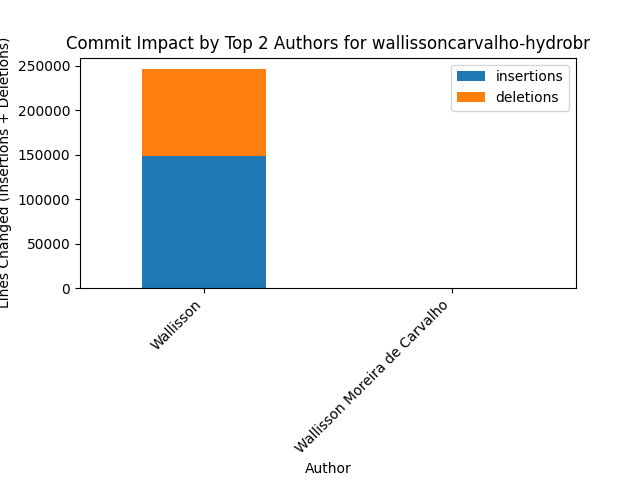 Commit Impact by Top 2 Authors for wallissoncarvalho-hydrobr
Lines Changed (Insertions + Deletions)
250000
200000
150000
100000
50000
0
insertions
deletions
Wallisson
Wallisson Moreira de Carvalho
Author